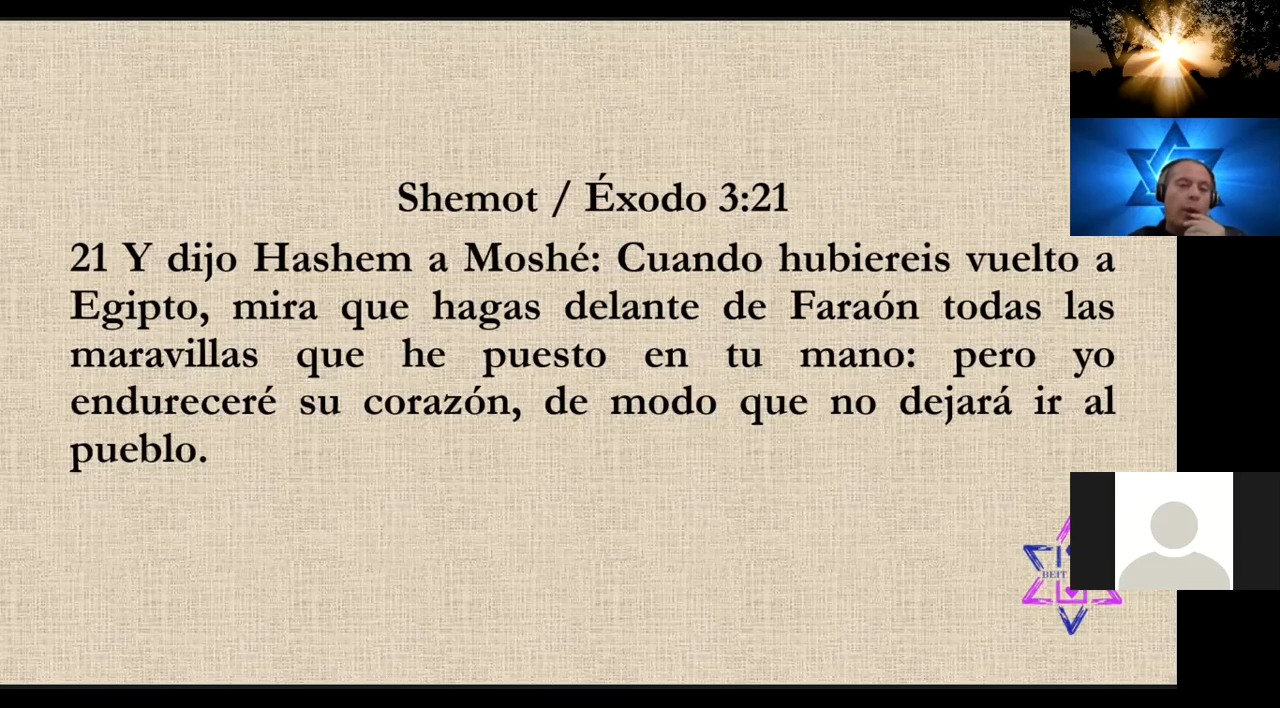 Shemot / Éxodo 3:21
21 Y dijo Hashem a Moshé: Cuando hubiereis vuelto a
Egipto, mira que hagas delante de Faraón todas las
maravillas que he puesto en tu mano: pero yo
endureceré su corazón, de modo que no dejará ir al
pueblo.
BEIT